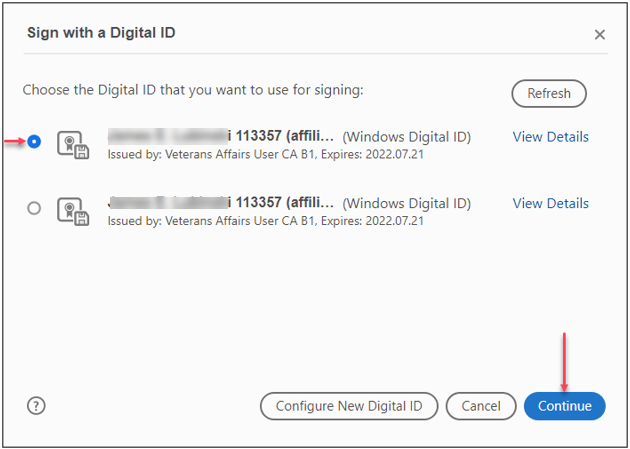 Sign with a Digital ID
Choose the Digital ID that you want to use for signing:
Refresh
113357 (affili... (Windows Digital ID)
View Details
Issued by: Veterans Affairs User CA B1, Expires: 2022.07.21
113357 (affili... (Windows Digital ID)
View Details
Issued by: Veterans Affairs User CA B1, Expires: 2022.07.21
?
Configure New Digital ID
Cancel
Continue